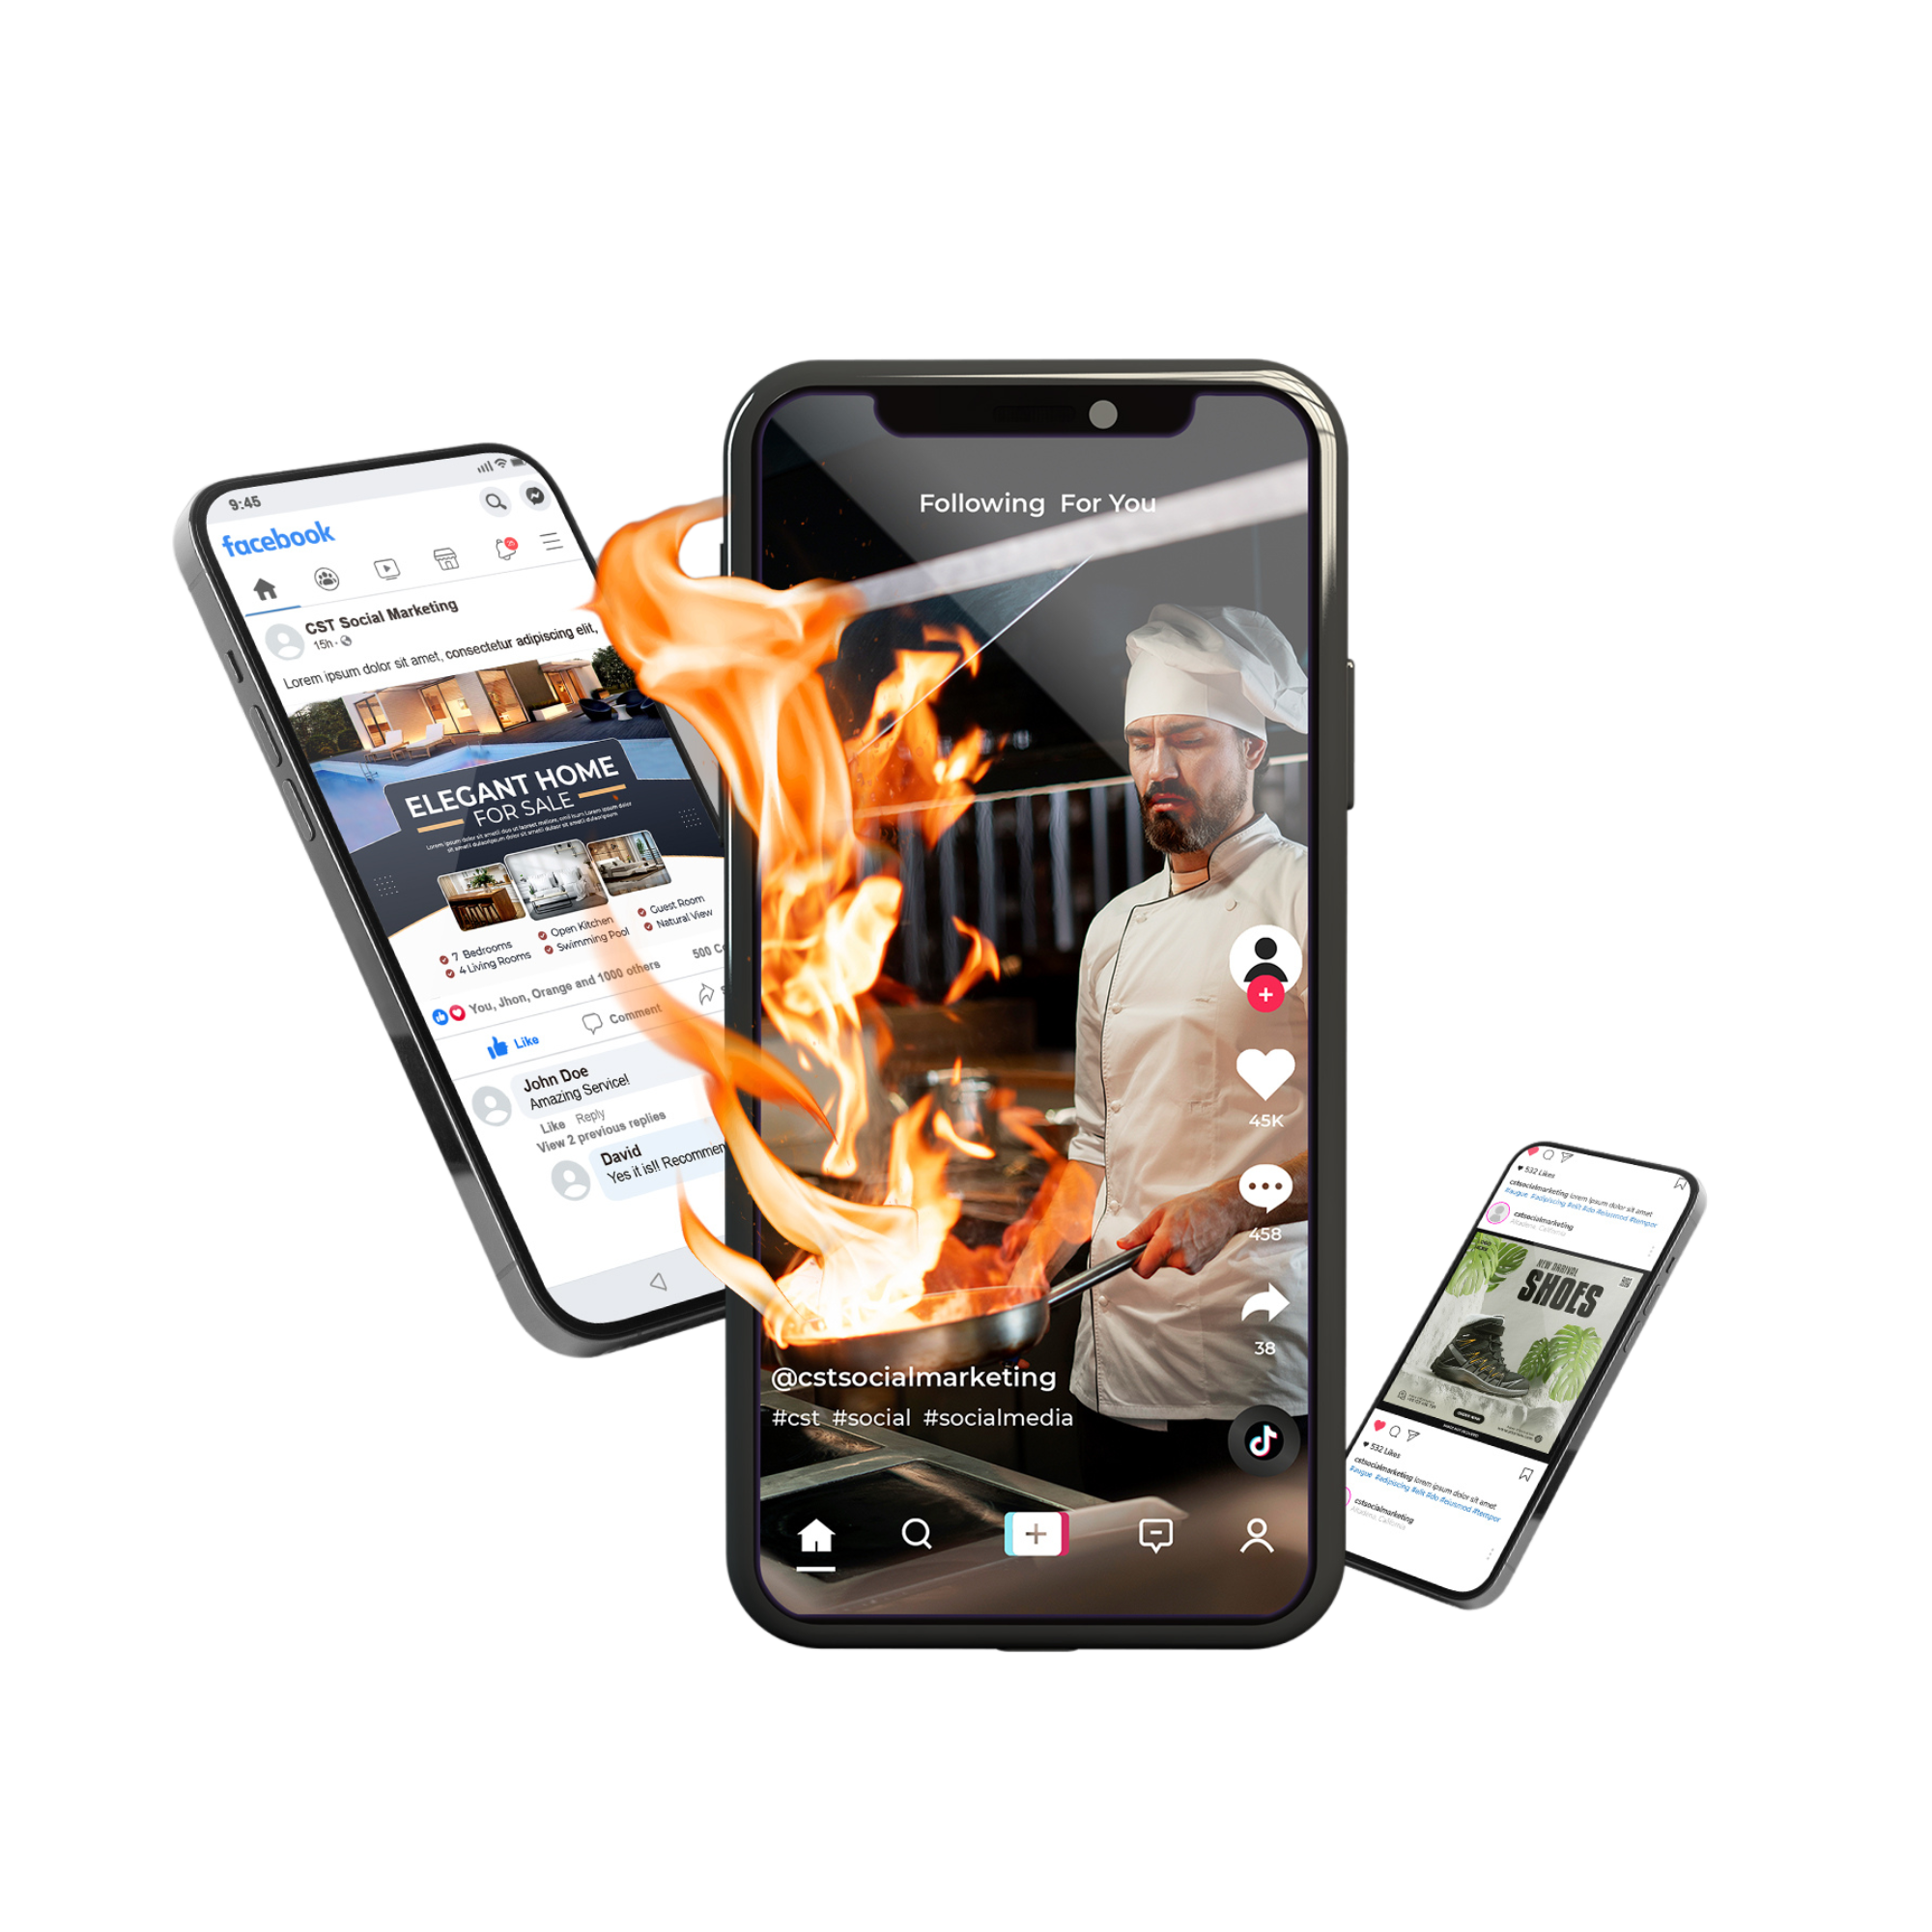 9:45
facebook
CST Social Marketing
15h
Lorem ipsum dolor sit amet, consectetur adipiscing elit,
ELEGANT HOME
FOR SALE
7 Bedrooms
4 Living Rooms
Open Kitchen
Swimming Pool
Guest Room
Natural View
You, Jhon, Orange and 1000 others
500
Like
Comment
John Doe
Amazing Service!
Like Reply
View 2 previous replies
David
Yes it is!! Recommen
Following For You
45K
458
38
@cstsocialmarketing
#cst #social #socialmedia
532 Likes
cstsocialmarketing lorem ipsum dolor sit amet
#augue #adipiscing #elit #do #eiusmod #tempor
cstsocialmarketing
NEW ARRIVAL
SHOES
532 Likes
cstsocialmarketing lorem ipsum dolor sit amet
#augue #adipiscing #elit #do #eiusmod #tempor
cstsocialmarketing